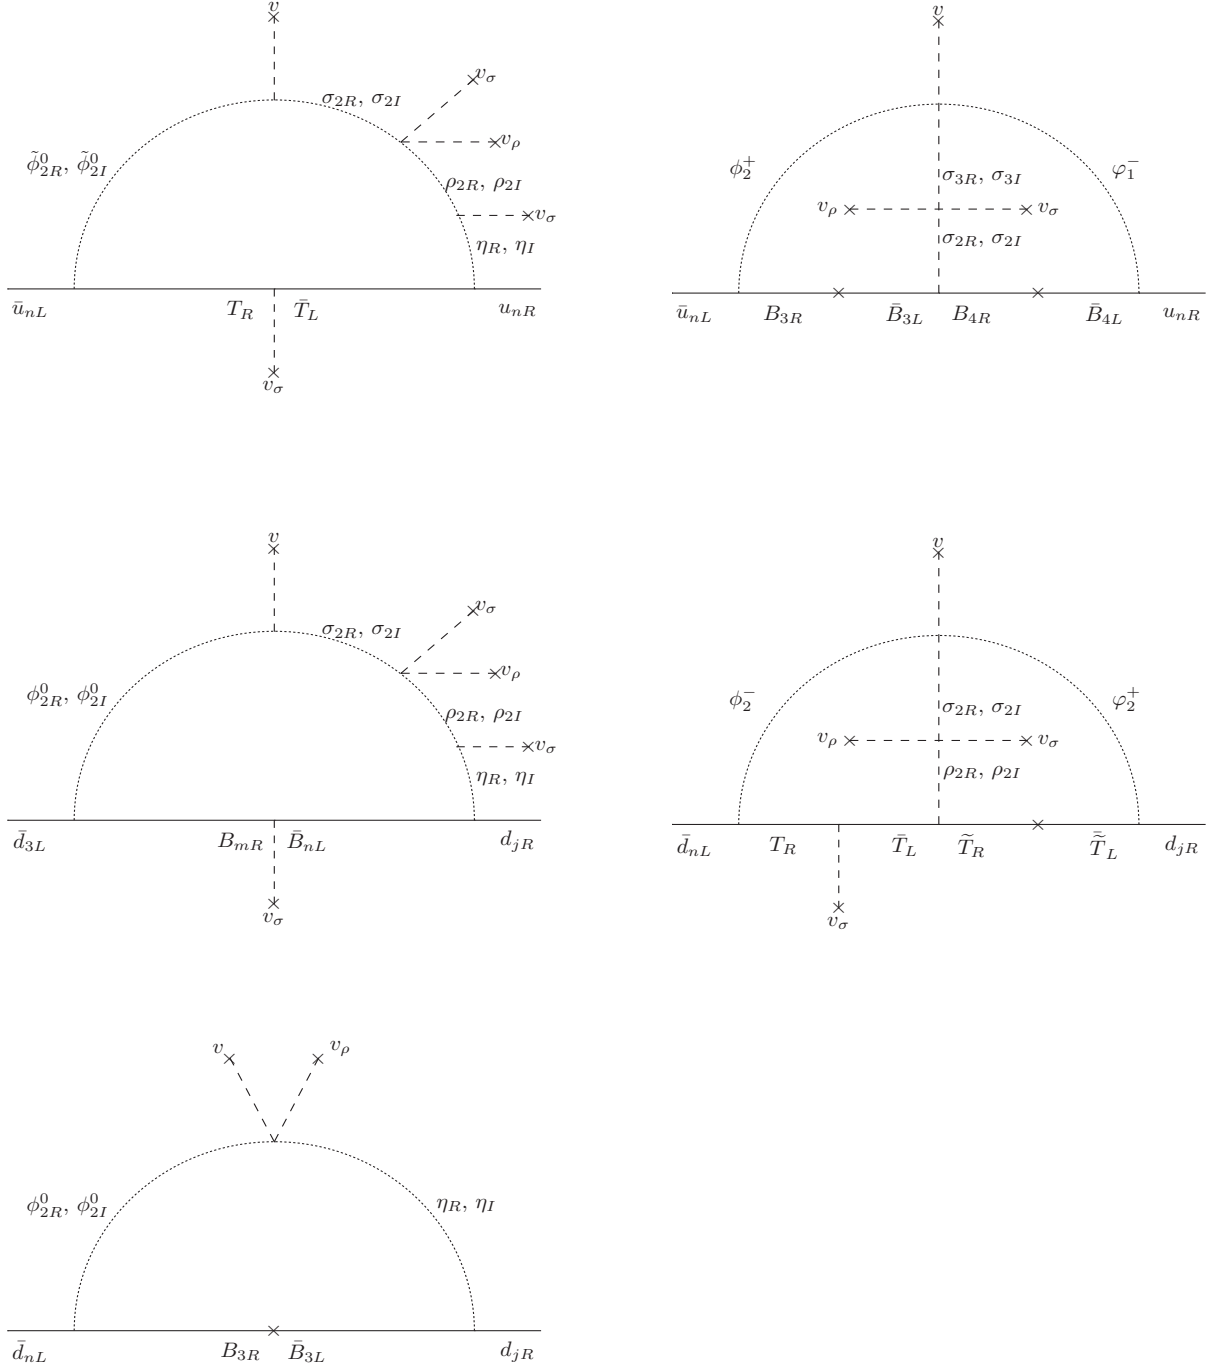 v
v_σ
σ_{2R}, σ_{2I}
\tilde{ϕ}^0_{2R}, \tilde{ϕ}^0_{2I}
v_ρ
ρ_{2R}, ρ_{2I}
v_σ
η_R, η_I
\bar{u}_{nL} T_R \bar{T}_L u_{nR}
v_σ
v
ϕ_2^+ φ_1^-
σ_{3R}, σ_{3I}
v_ρ v_σ
σ_{2R}, σ_{2I}
\bar{u}_{nL} B_{3R} \bar{B}_{3L} B_{4R} \bar{B}_{4L} u_{nR}
v
v_σ
σ_{2R}, σ_{2I}
ϕ^0_{2R}, ϕ^0_{2I}
v_ρ
ρ_{2R}, ρ_{2I}
v_σ
η_R, η_I
\bar{d}_{3L} B_{mR} \bar{B}_{nL} d_{jR}
v_σ
v
ϕ_2^- φ_2^+
σ_{2R}, σ_{2I}
v_ρ v_σ
ρ_{2R}, ρ_{2I}
\bar{d}_{nL} T_R \bar{T}_L \tilde{T}_R \bar{\tilde{T}}_L d_{jR}
v_σ
v v_ρ
ϕ^0_{2R}, ϕ^0_{2I} η_R, η_I
\bar{d}_{nL} B_{3R} \bar{B}_{3L} d_{jR}